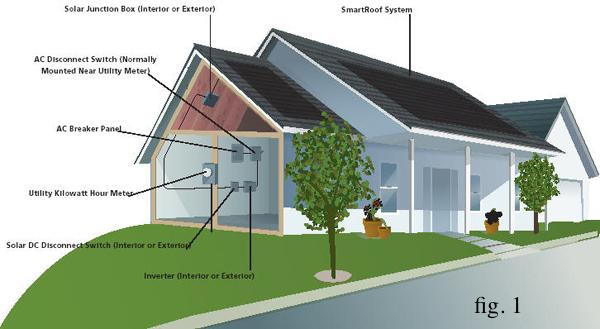 Solar Junction Box (Interior or Exterior)
SmartRoof System
AC Disconnect Switch (Normally
Mounted Near Utility Meter)
AC Breaker Panel
Utility Kilowatt Hour Meter
Solar DC Disconnect Switch (Interior or Exterior)
Inverter (Interior or Exterior)
fig. 1